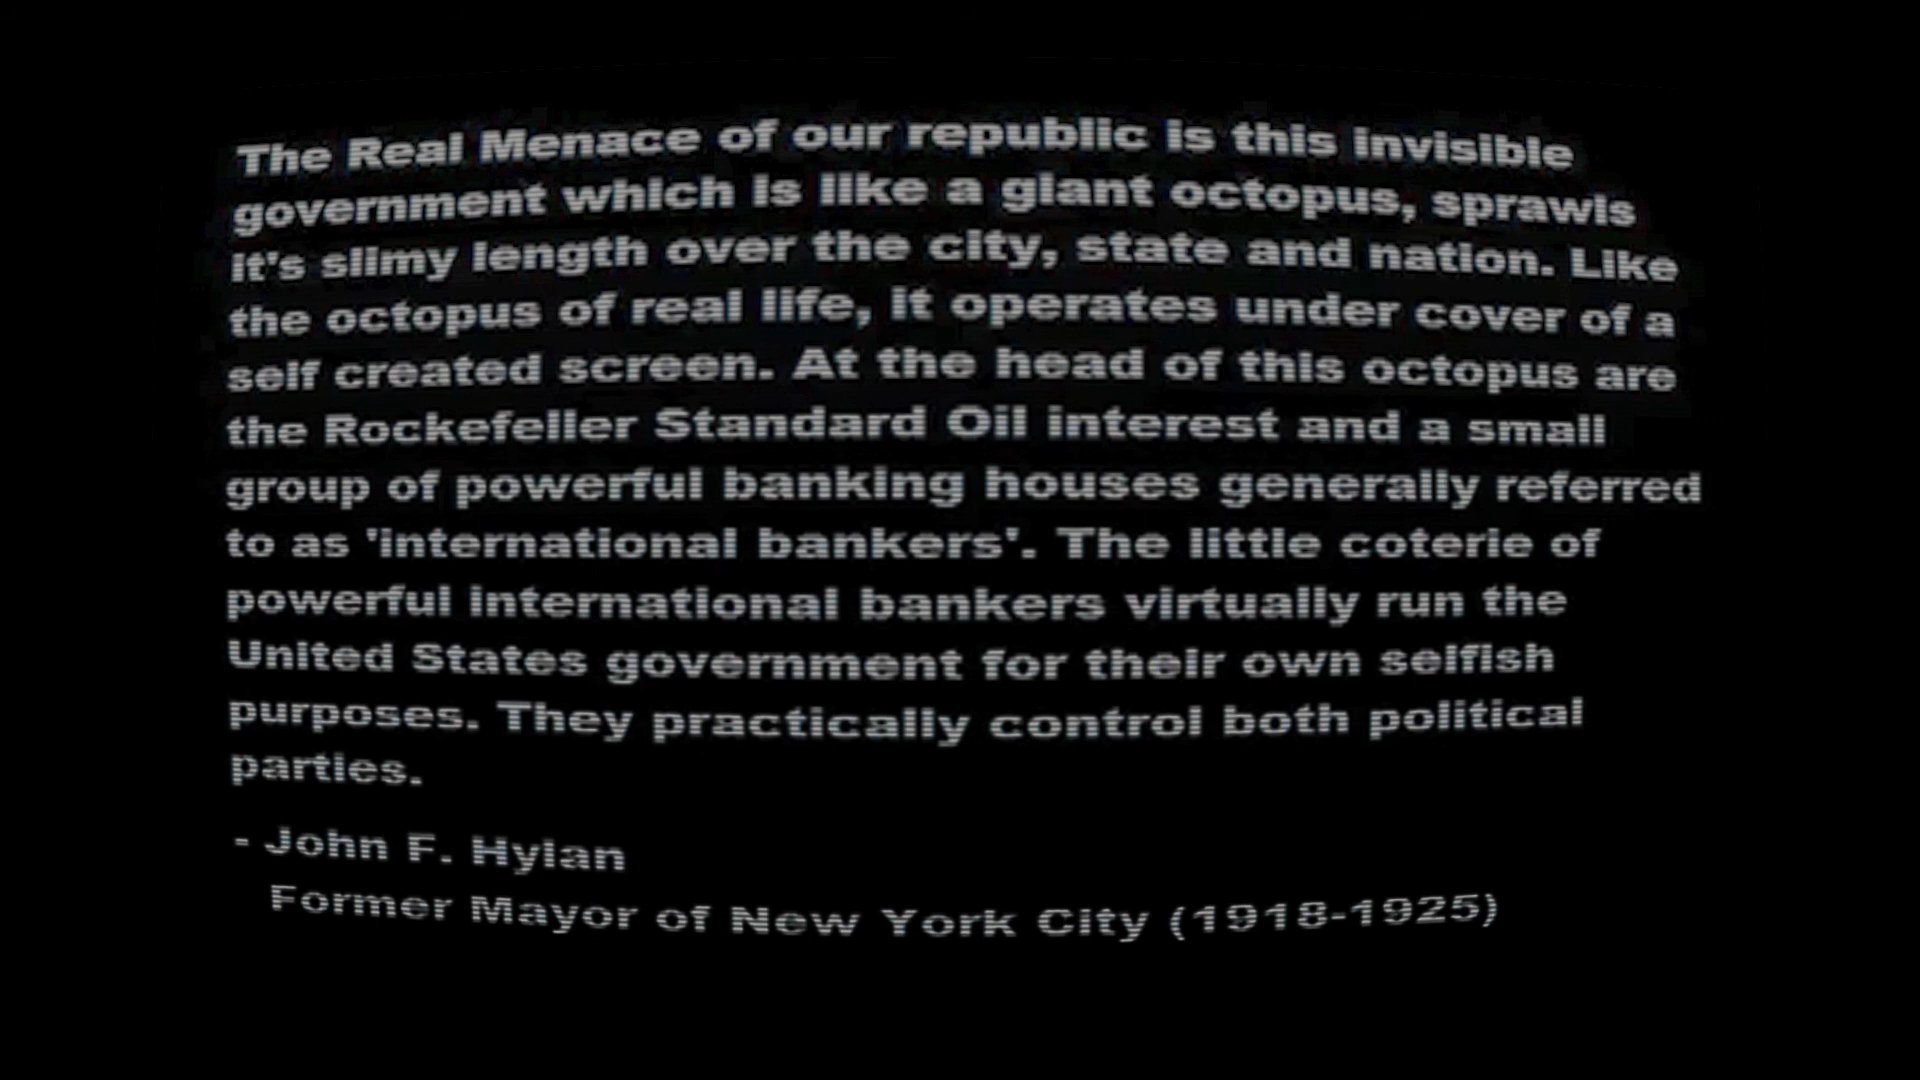 The Real Menace of our republic is this invisible
government which is like a giant octopus, sprawls
it's slimy length over the city, state and nation. Like
the octopus of real life, it operates under cover of a
self created screen. At the head of this octopus are
the Rockefeller Standard Oil interest and a small
group of powerful banking houses generally referred
to as 'international bankers'. The little coterie of
powerful international bankers virtually run the
United States government for their own selfish
purposes. They practically control both political
parties.
- John F. Hylan
Former Mayor of New York City (1918-1925)